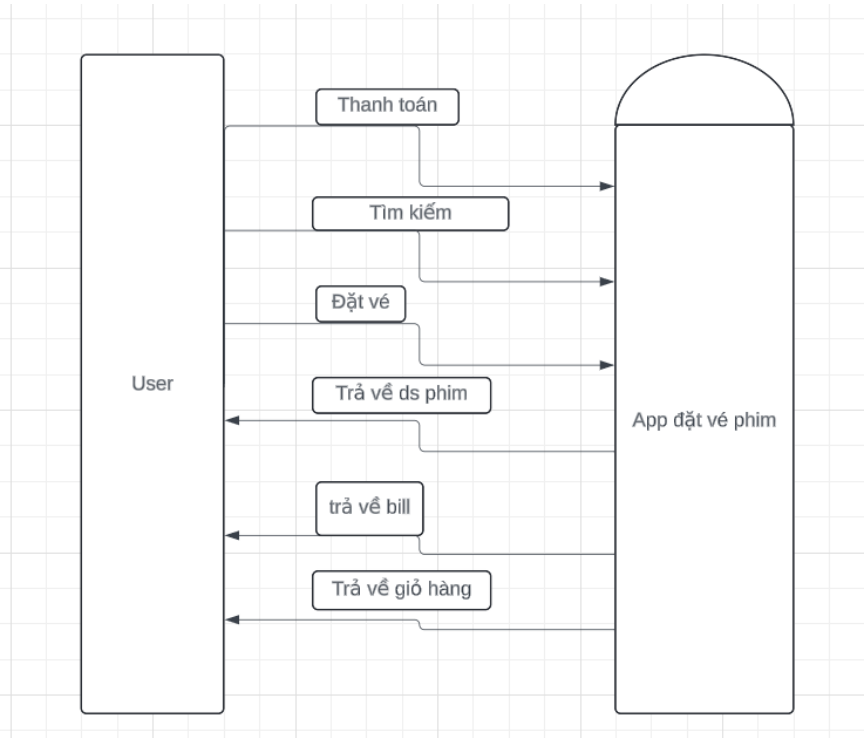 Thanh toán
Tìm kiếm
Đặt vé
Trả về ds phim
User
App đặt vé phim
trả về bill
Trả về giỏ hàng